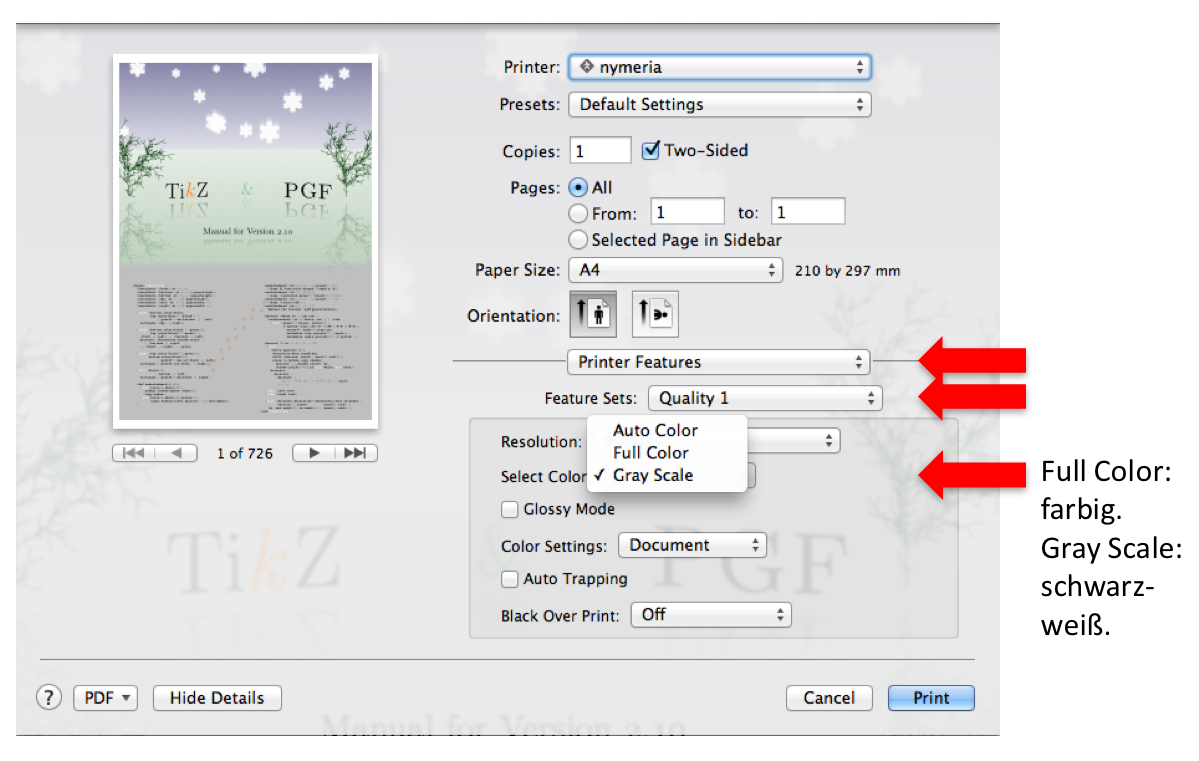 Printer: nymeria
Presets: Default Settings
Copies: 1 Two-Sided
Pages: All
From: 1 to: 1
Selected Page in Sidebar
Paper Size: A4 210 by 297 mm
Orientation:
Printer Features
Feature Sets: Quality 1
Resolution:
Auto Color
Full Color
Select Color ✓ Gray Scale
Glossy Mode
Color Settings: Document
Auto Trapping
Black Over Print: Off
TikZ & PGF
Manual for Version 2.10
1 of 726
Full Color:
farbig.
Gray Scale:
schwarz-
weiß.
TikZ PGF
? PDF Hide Details Cancel Print
Manual for Version 2.10